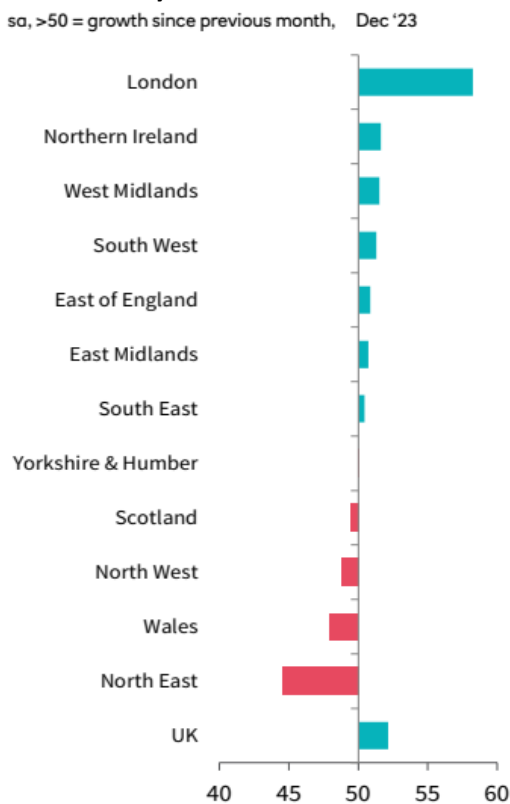 sa, >50 = growth since previous month, Dec ‘23
London
Northern Ireland
West Midlands
South West
East of England
East Midlands
South East
Yorkshire & Humber
Scotland
North West
Wales
North East
UK
40 45 50 55 60